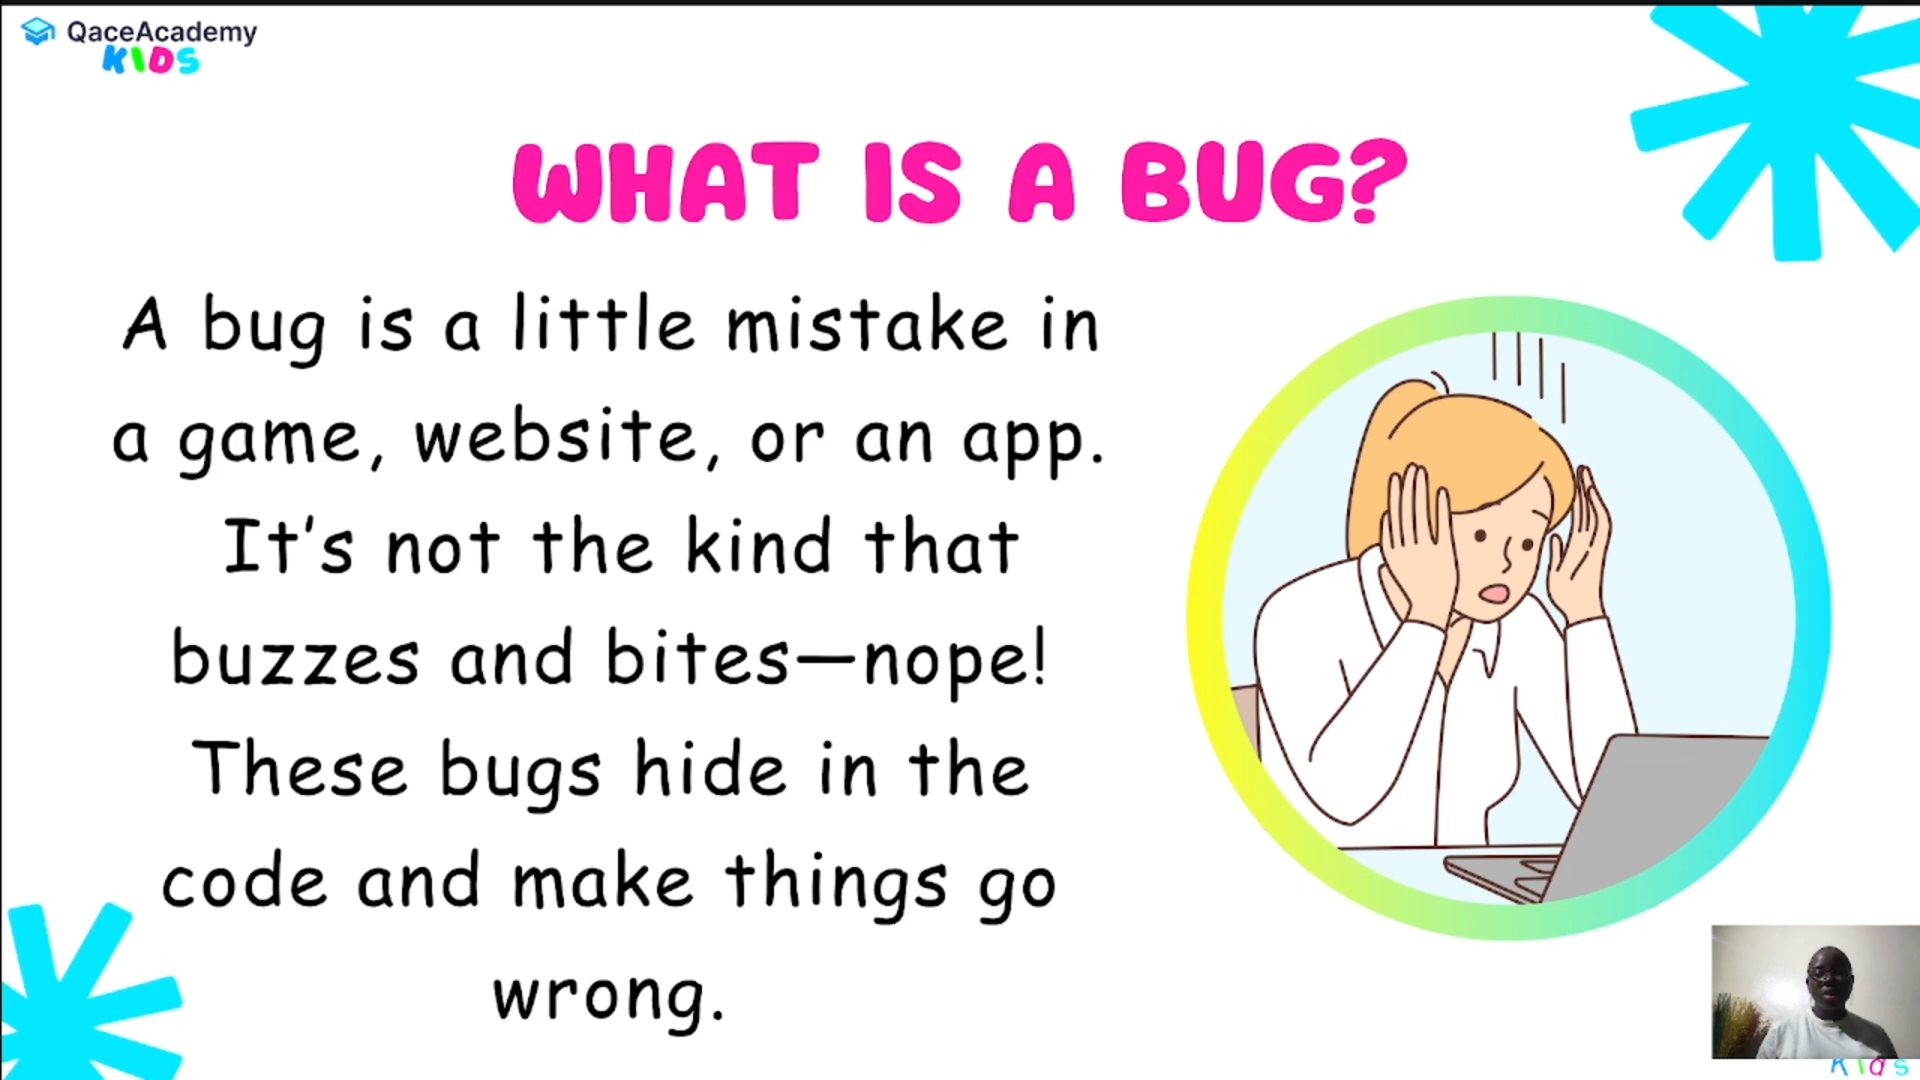 QaceAcademy
KIDS
WHAT IS A BUG?
A bug is a little mistake in
a game, website, or an app.
It's not the kind that
buzzes and bites—nope!
These bugs hide in the
code and make things go
wrong.
Kids